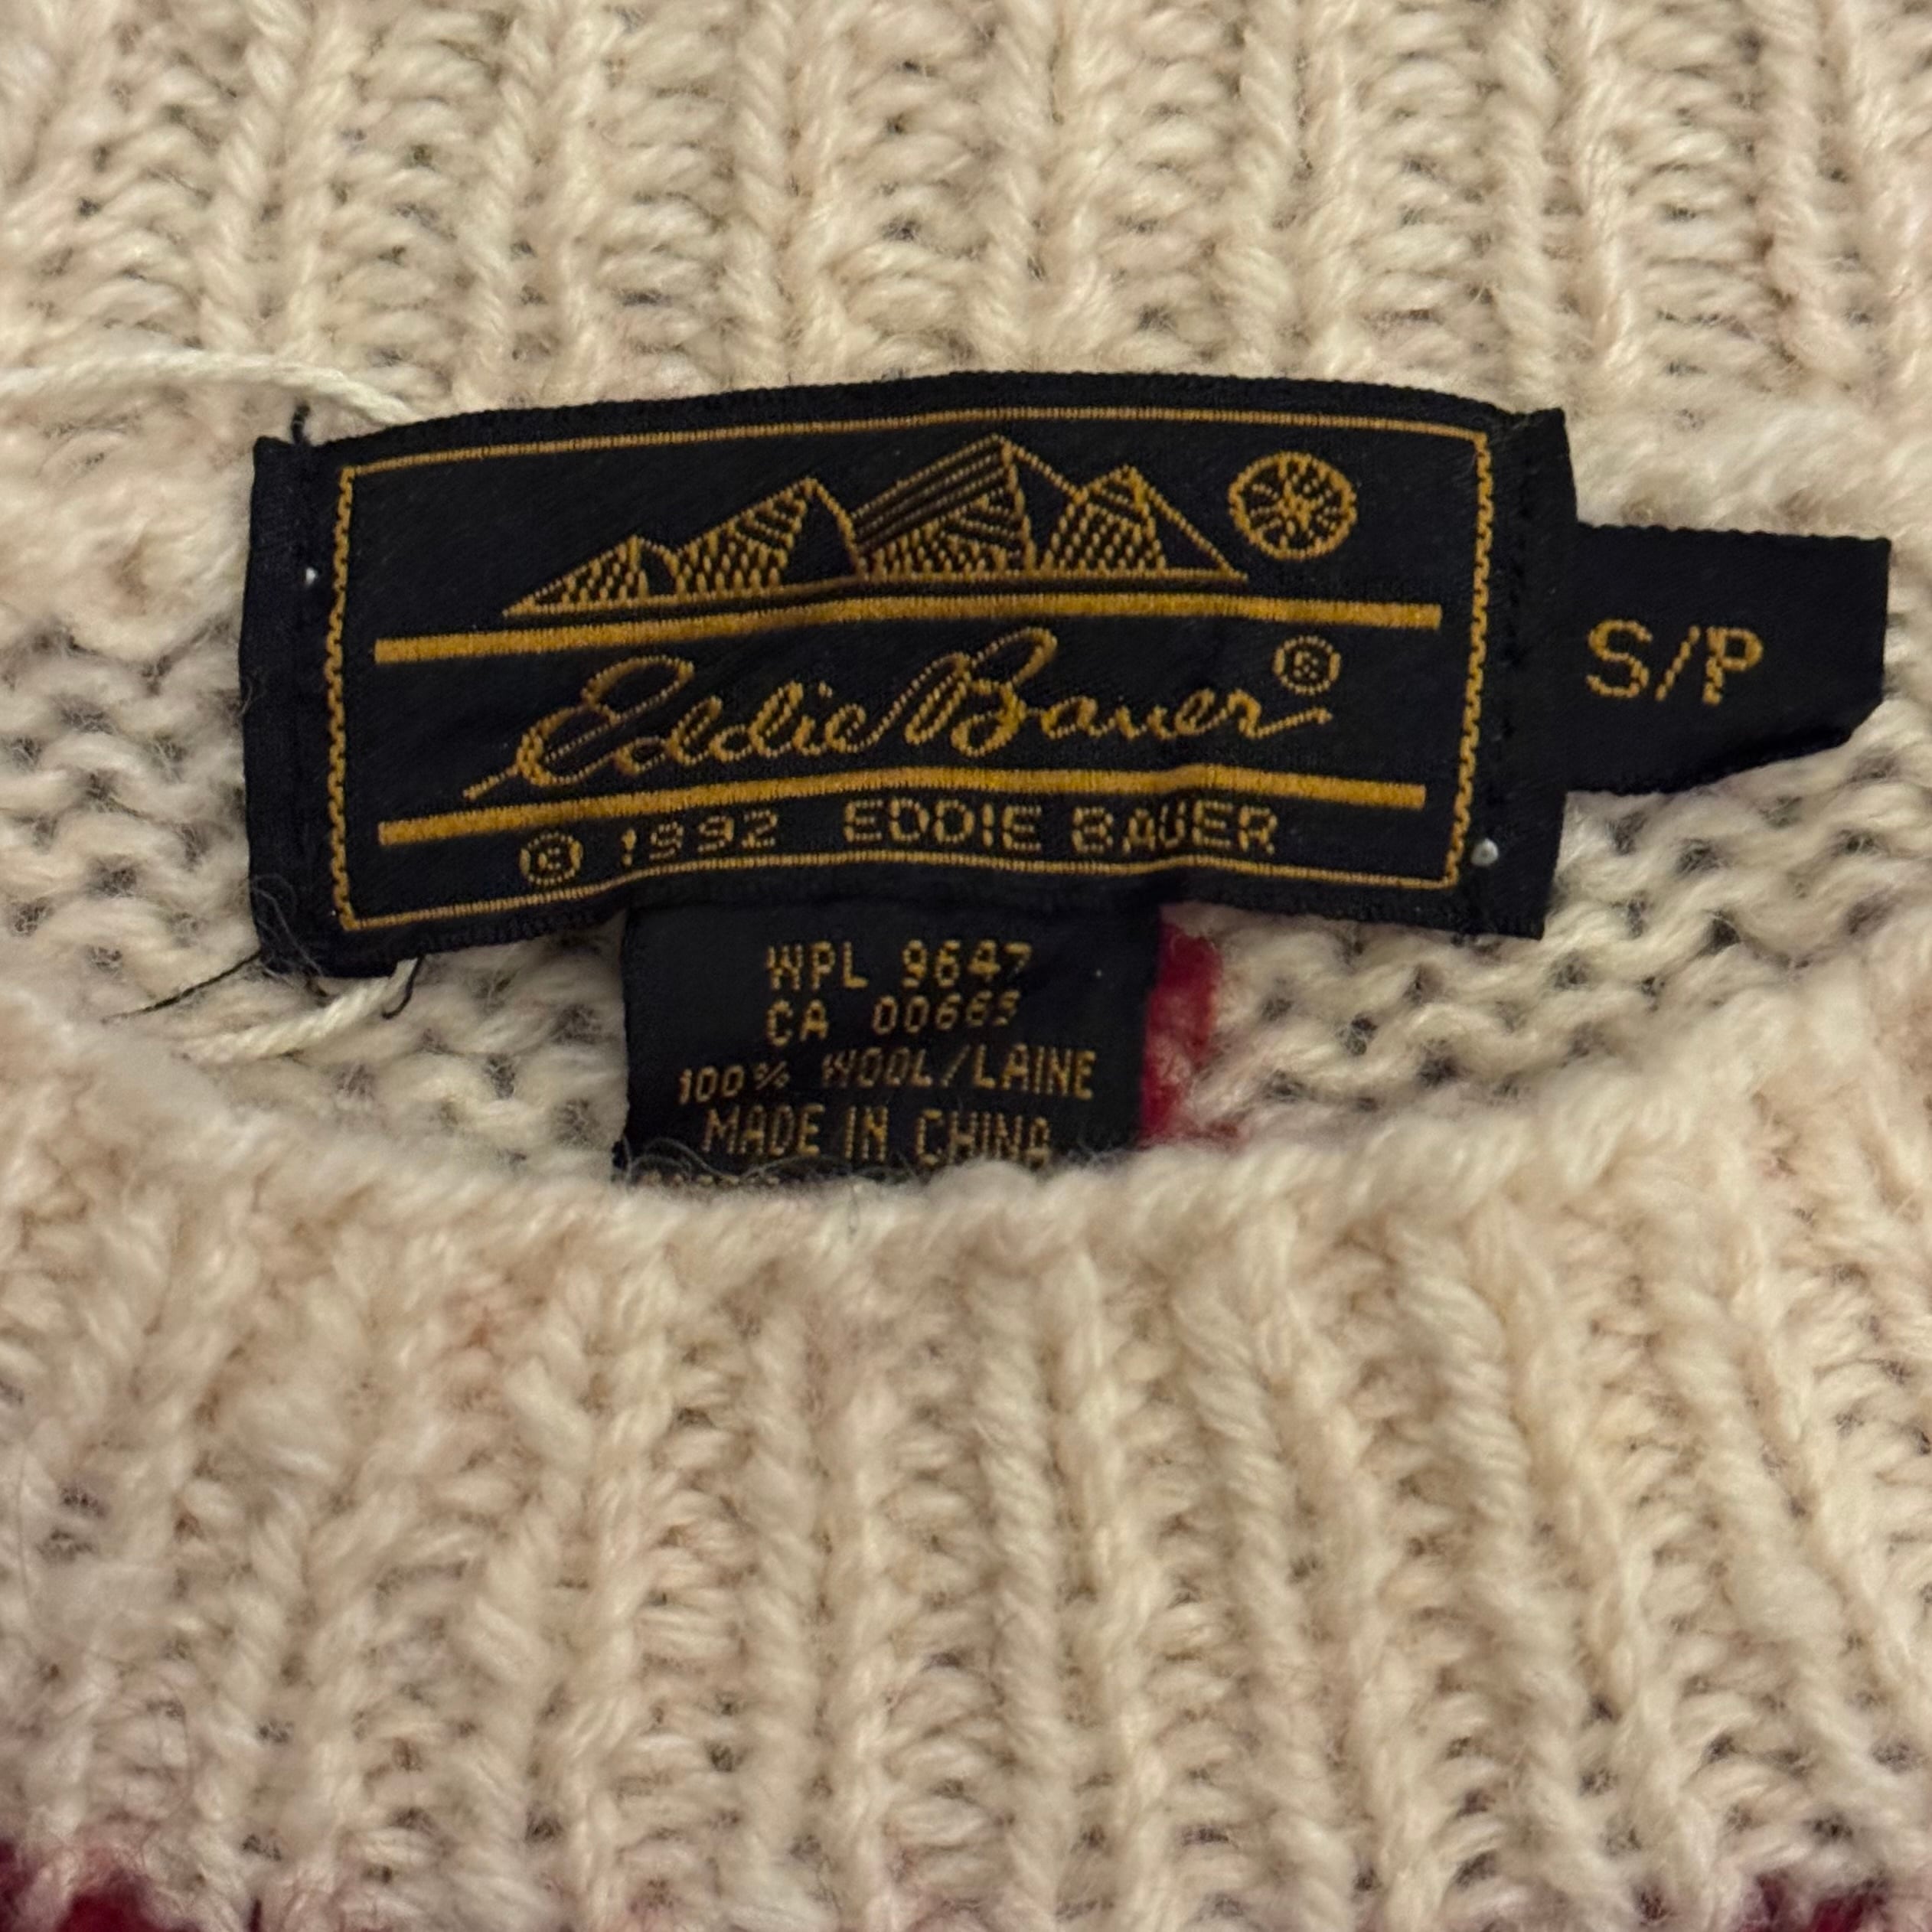 Eddie Bauer®
© 1992 EDDIE BAUER
S/P
WPL 9647
CA 00665
100% WOOL/LAINE
MADE IN CHINA